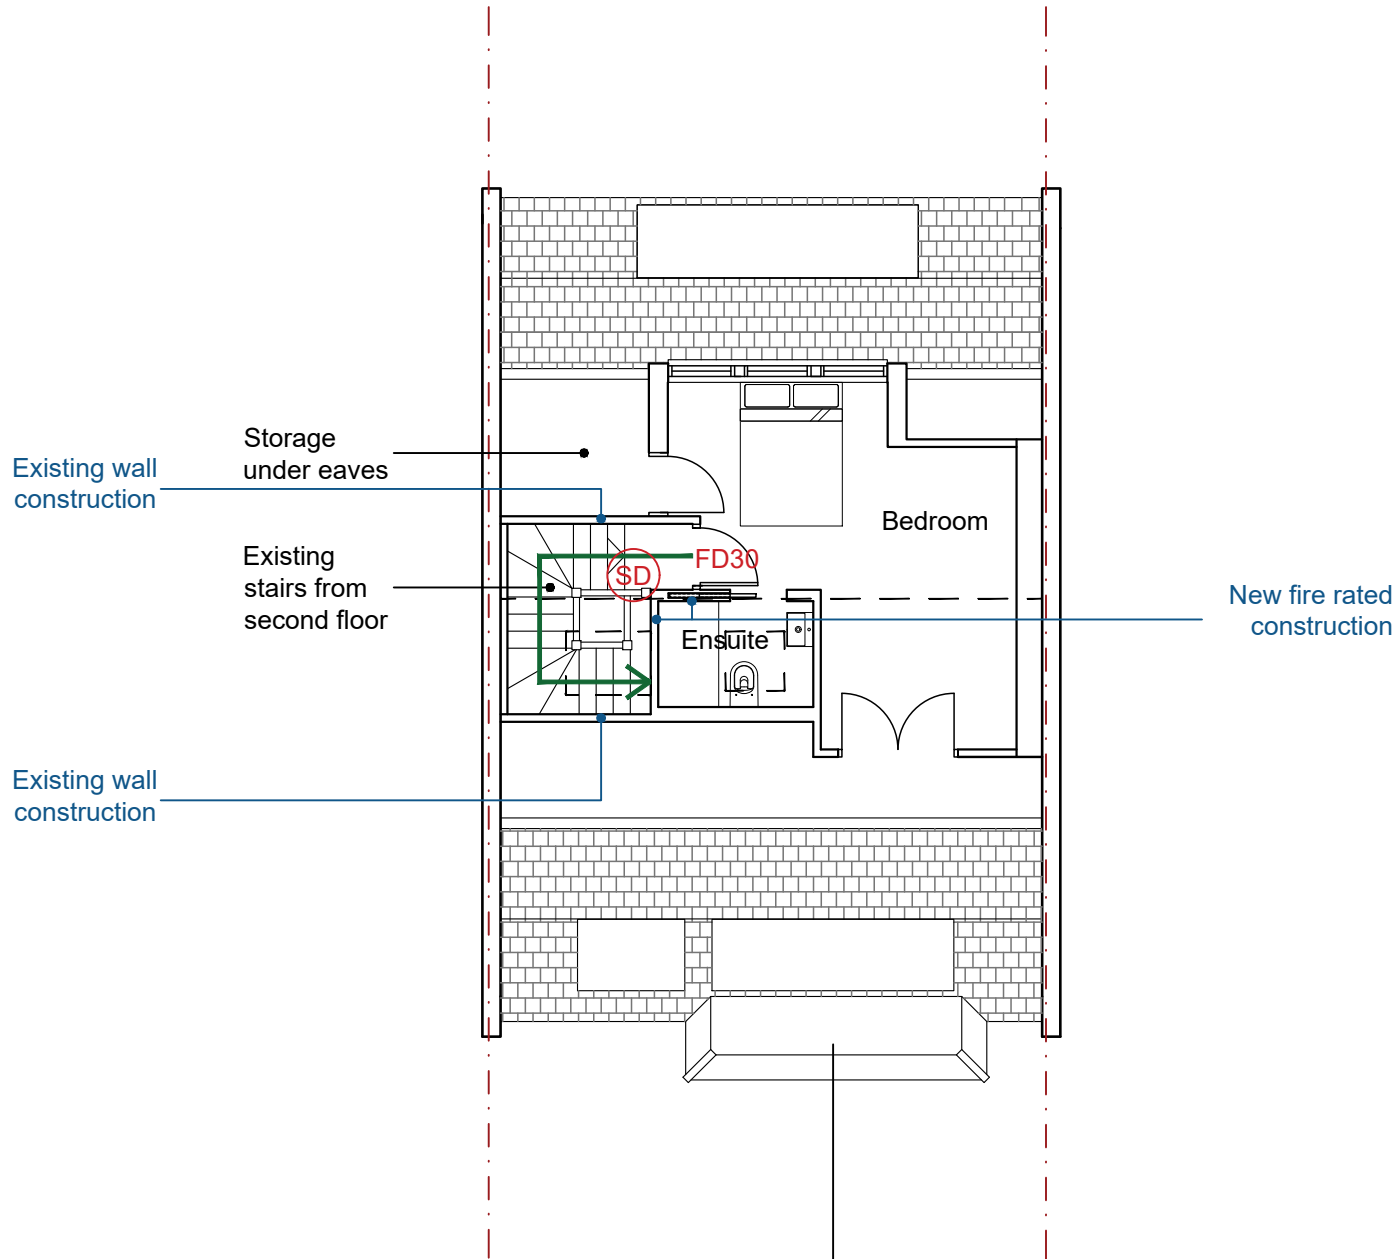 Storage
under eaves
Existing wall
construction
Bedroom
Existing
stairs from
second floor
FD30
SD
New fire rated
construction
Ensuite
Existing wall
construction